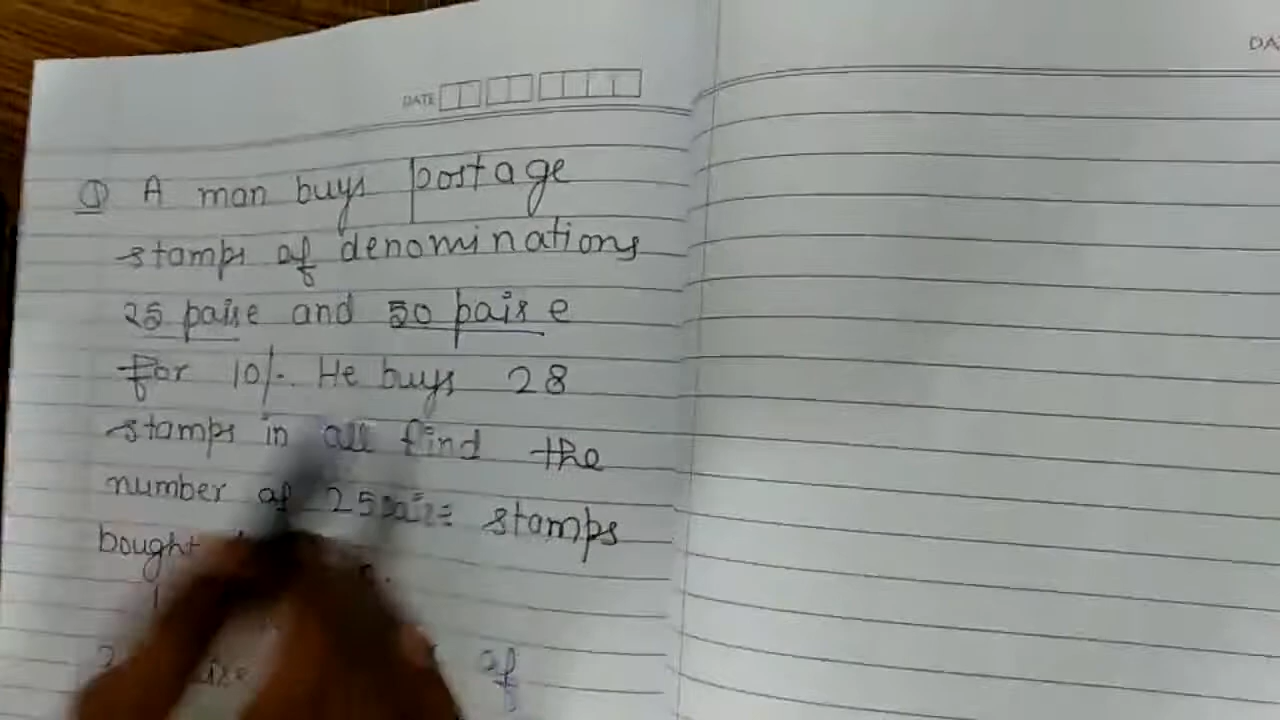 DATE
DA
① A man buys postage
stamps of denominations
25 paise and 50 paise
for 10/-. He buys 28
stamps in all find the
number of 25 paise stamps
bought
of